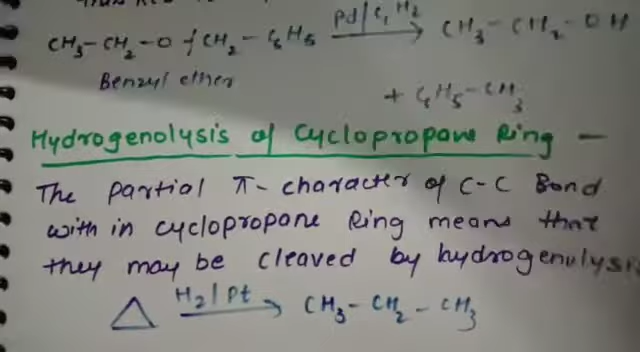 Pd/C, H2
CH3-CH2-O-/-CH2-C6H5 → CH3-CH2-OH
Benzyl ether
+ C6H5-CH3
Hydrogenolysis of Cyclopropane Ring -
The partial π-character of C-C Bond
with in cyclopropane Ring means that
they may be cleaved by hydrogenolysis
△ H2/Pt → CH3-CH2-CH3